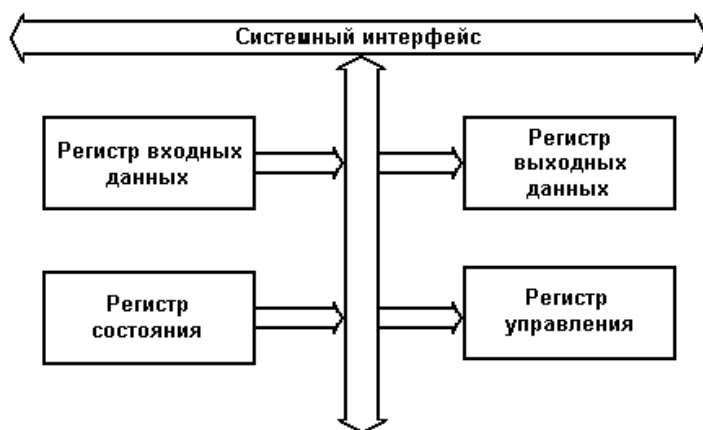 Системный интерфейс
Регистр входных
данных
Регистр
выходных
данных
Регистр
состояния
Регистр
управления